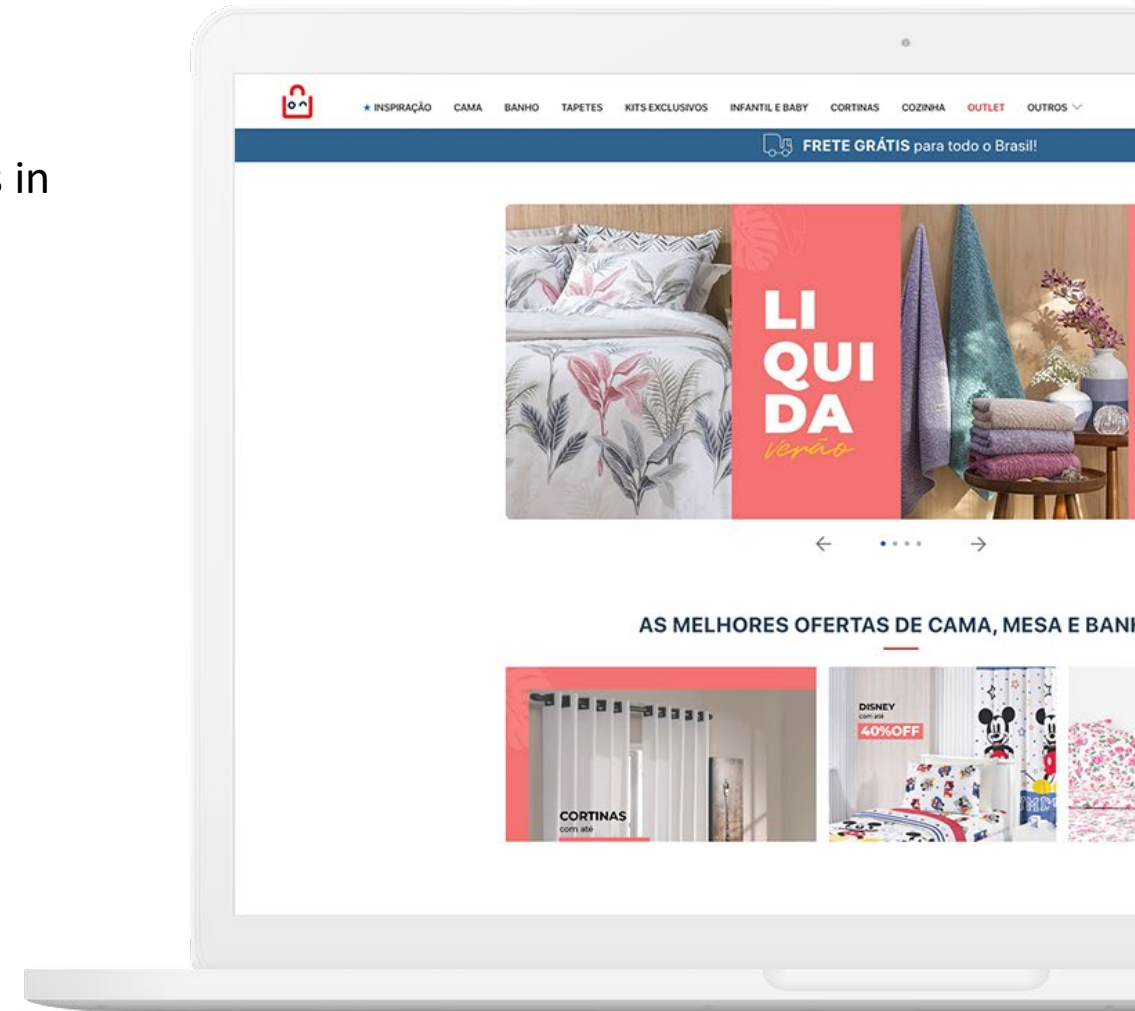 ★ INSPIRAÇÃO CAMA BANHO TAPETES KITS EXCLUSIVOS INFANTIL E BABY CORTINAS COZINHA OUTLET OUTROS
FRETE GRÁTIS para todo o Brasil!
in
LI
QUI
DA
verão
AS MELHORES OFERTAS DE CAMA, MESA E BANH
DISNEY
com até
40%OFF
CORTINAS
com até